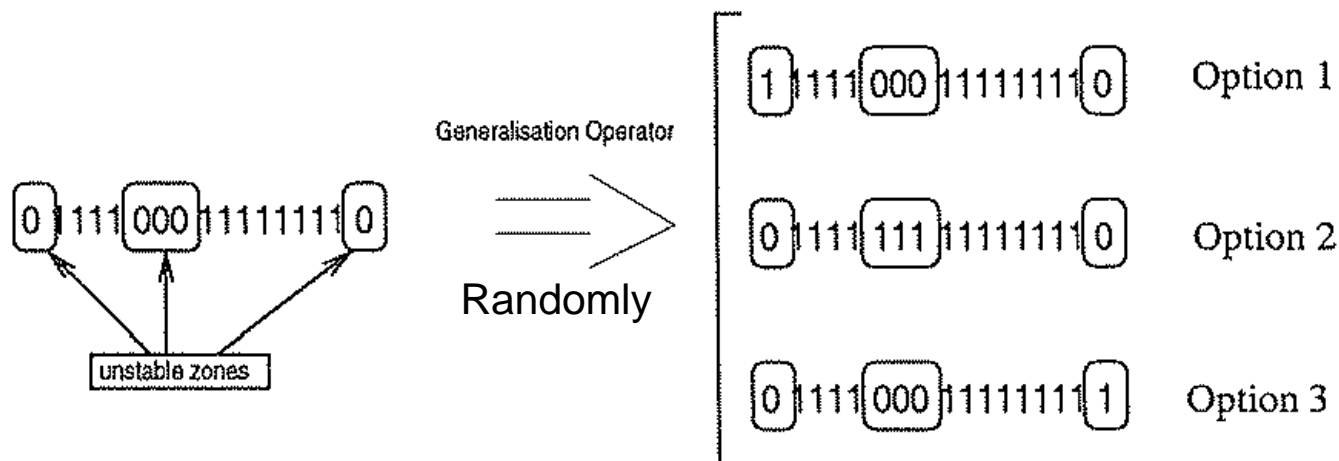 0 1111 000 11111111 0
unstable zones
Generalisation Operator
Randomly
1 1111 000 11111111 0 Option 1
0 1111 111 11111111 0 Option 2
0 1111 000 11111111 1 Option 3